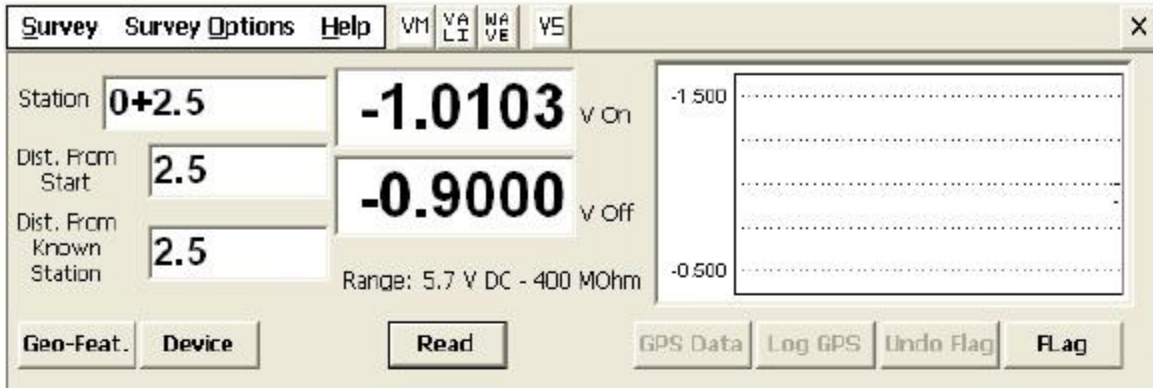 Survey Survey Options Help VM VA LI WA VE VS X
Station 0+2.5
-1.0103 V On
Dist. From Start 2.5
-0.9000 V Off
Dist. From Known Station 2.5
Range: 5.7 V DC - 400 MOhm
-1.500
-0.500
Geo-Feat. Device Read GPS Data Log GPS Undo Flag FLag